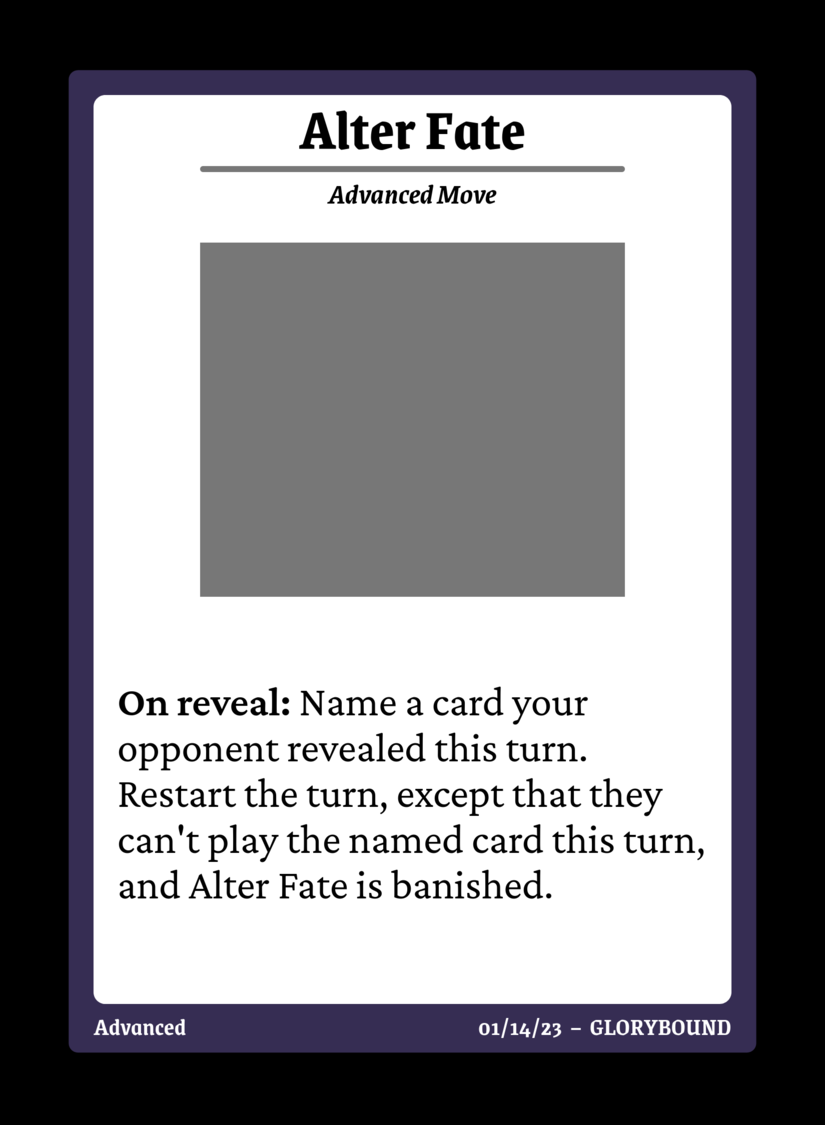 Alter Fate
Advanced Move
On reveal: Name a card your
opponent revealed this turn.
Restart the turn, except that they
can't play the named card this turn,
and Alter Fate is banished.
Advanced
01/14/23 – GLORYBOUND